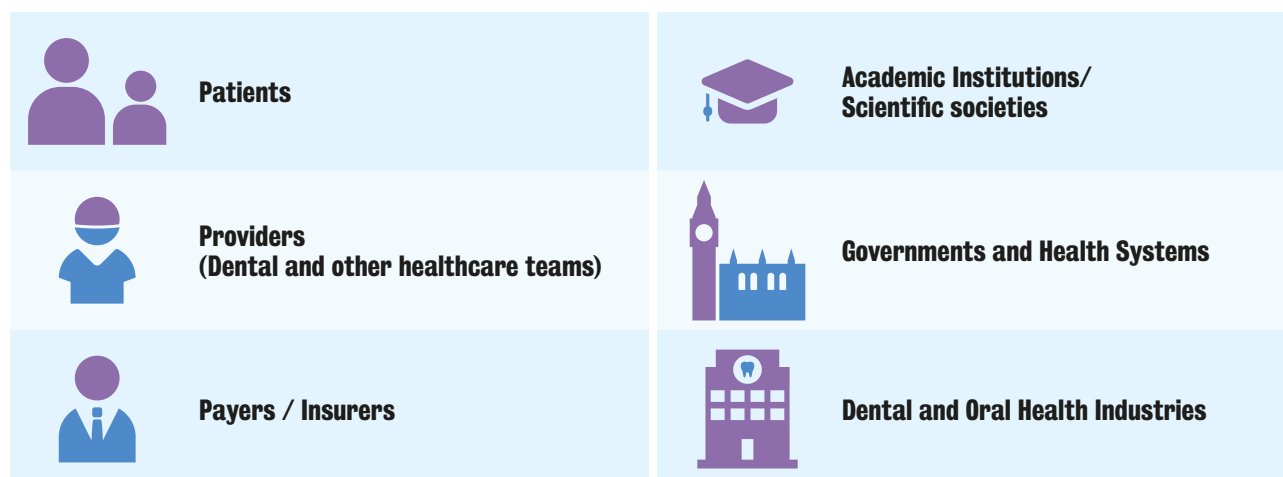 Patients
Providers
(Dental and other healthcare teams)
Payers / Insurers
Academic Institutions/
Scientific societies
Governments and Health Systems
Dental and Oral Health Industries